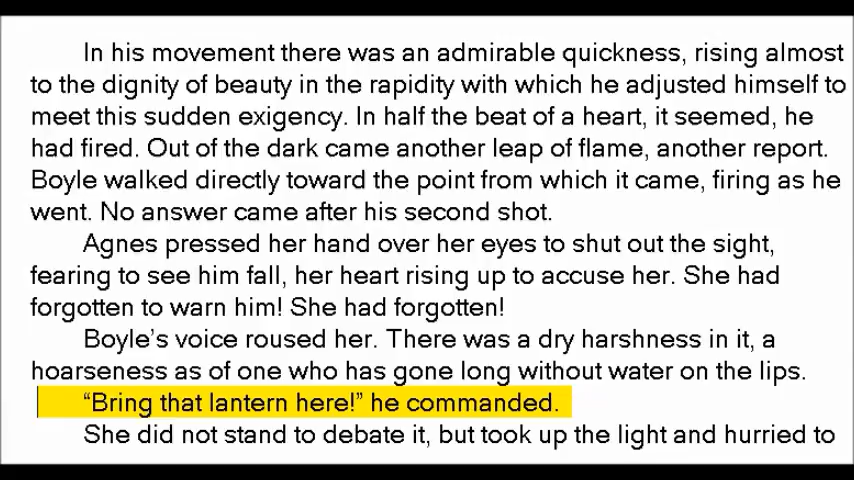 In his movement there was an admirable quickness, rising almost
to the dignity of beauty in the rapidity with which he adjusted himself to
meet this sudden exigency. In half the beat of a heart, it seemed, he
had fired. Out of the dark came another leap of flame, another report.
Boyle walked directly toward the point from which it came, firing as he
went. No answer came after his second shot.
Agnes pressed her hand over her eyes to shut out the sight,
fearing to see him fall, her heart rising up to accuse her. She had
forgotten to warn him! She had forgotten!
Boyle’s voice roused her. There was a dry harshness in it, a
hoarseness as of one who has gone long without water on the lips.
“Bring that lantern here!” he commanded.
She did not stand to debate it, but took up the light and hurried to